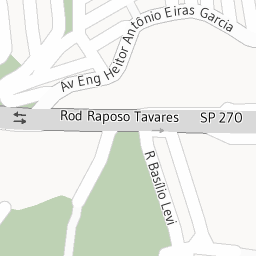 Av Eng Heitor Antônio Eiras Garcia
Rod Raposo Tavares
SP 270
R Basílio Levi